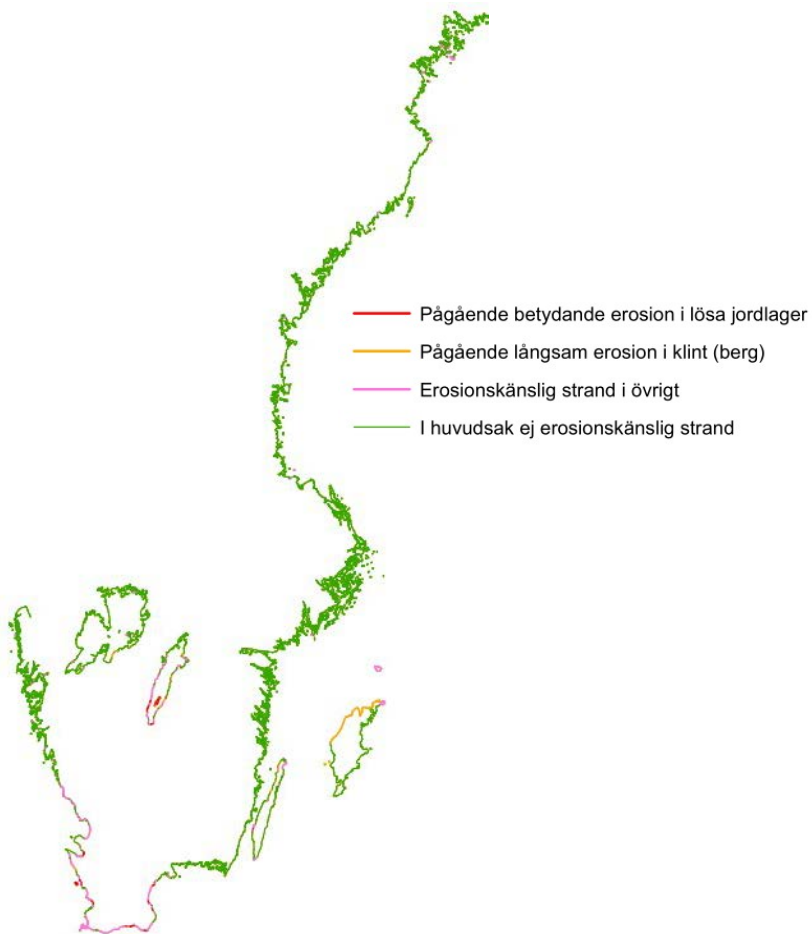 Pågående betydande erosion i lösa jordlager
Pågående långsam erosion i klint (berg)
Erosionskänslig strand i övrigt
I huvudsak ej erosionskänslig strand